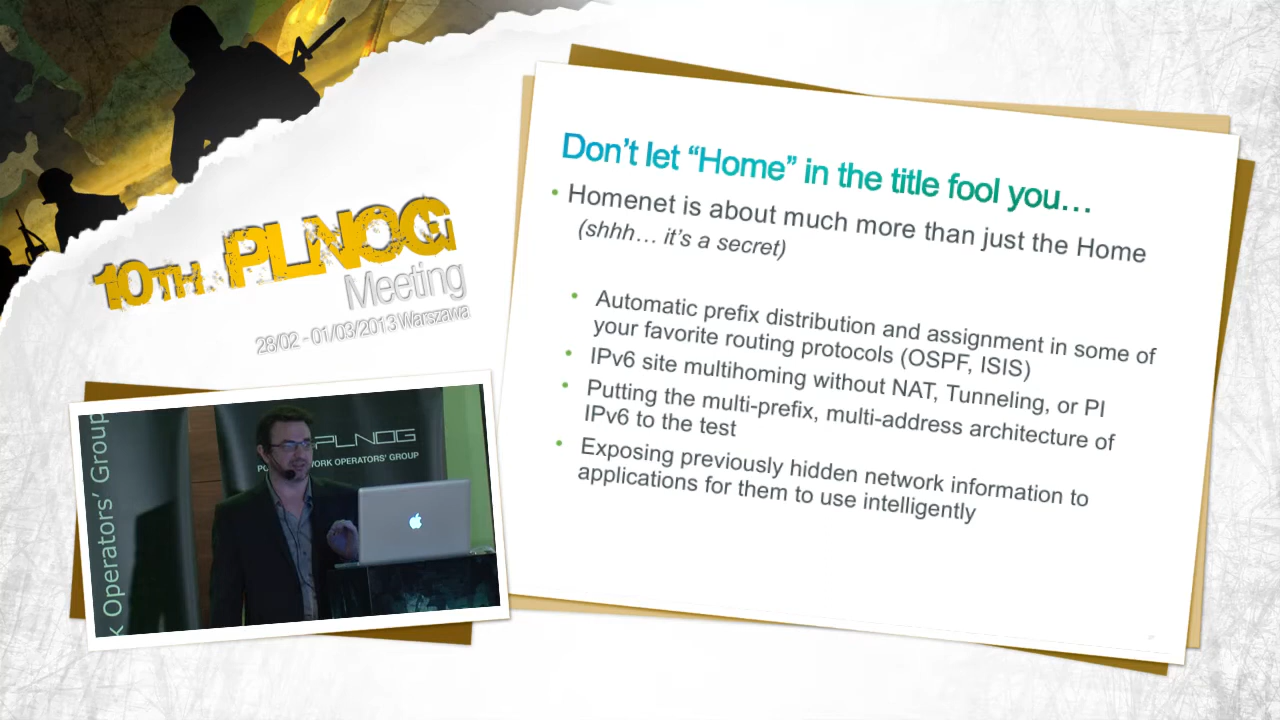 10TH PLNOG
Meeting
28/02 - 01/03/2013 Warszawa
Don't let “Home” in the title fool you…
• Homenet is about much more than just the Home
(shhh… it's a secret)
• Automatic prefix distribution and assignment in some of
your favorite routing protocols (OSPF, ISIS)
• IPv6 site multihoming without NAT, Tunneling, or PI
• Putting the multi-prefix, multi-address architecture of
IPv6 to the test
• Exposing previously hidden network information to
applications for them to use intelligently
Operators' Group
PLNOG
WORK OPERATORS' GROUP